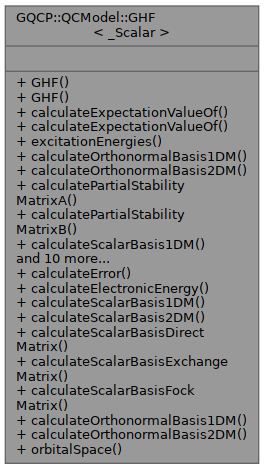 GQCP::QCModel::GHF
< _Scalar >
+ GHF()
+ GHF()
+ calculateExpectationValueOf()
+ calculateExpectationValueOf()
+ excitationEnergies()
+ calculateOrthonormalBasis1DM()
+ calculateOrthonormalBasis2DM()
+ calculatePartialStability
MatrixA()
+ calculatePartialStability
MatrixB()
+ calculateScalarBasis1DM()
and 10 more...
+ calculateError()
+ calculateElectronicEnergy()
+ calculateScalarBasis1DM()
+ calculateScalarBasis2DM()
+ calculateScalarBasisDirect
Matrix()
+ calculateScalarBasisExchange
Matrix()
+ calculateScalarBasisFock
Matrix()
+ calculateOrthonormalBasis1DM()
+ calculateOrthonormalBasis2DM()
+ orbitalSpace()